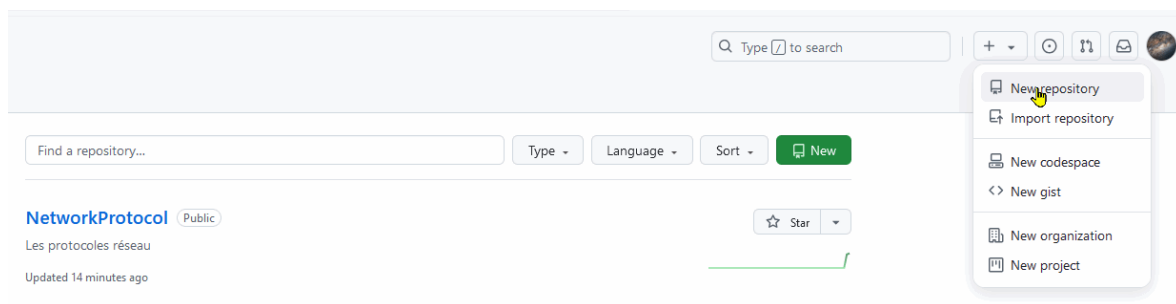 Type / to search
New repository
Import repository
New codespace
New gist
New organization
New project
Find a repository...
Type
Language
Sort
New
NetworkProtocol Public
Star
Les protocoles réseau
Updated 14 minutes ago